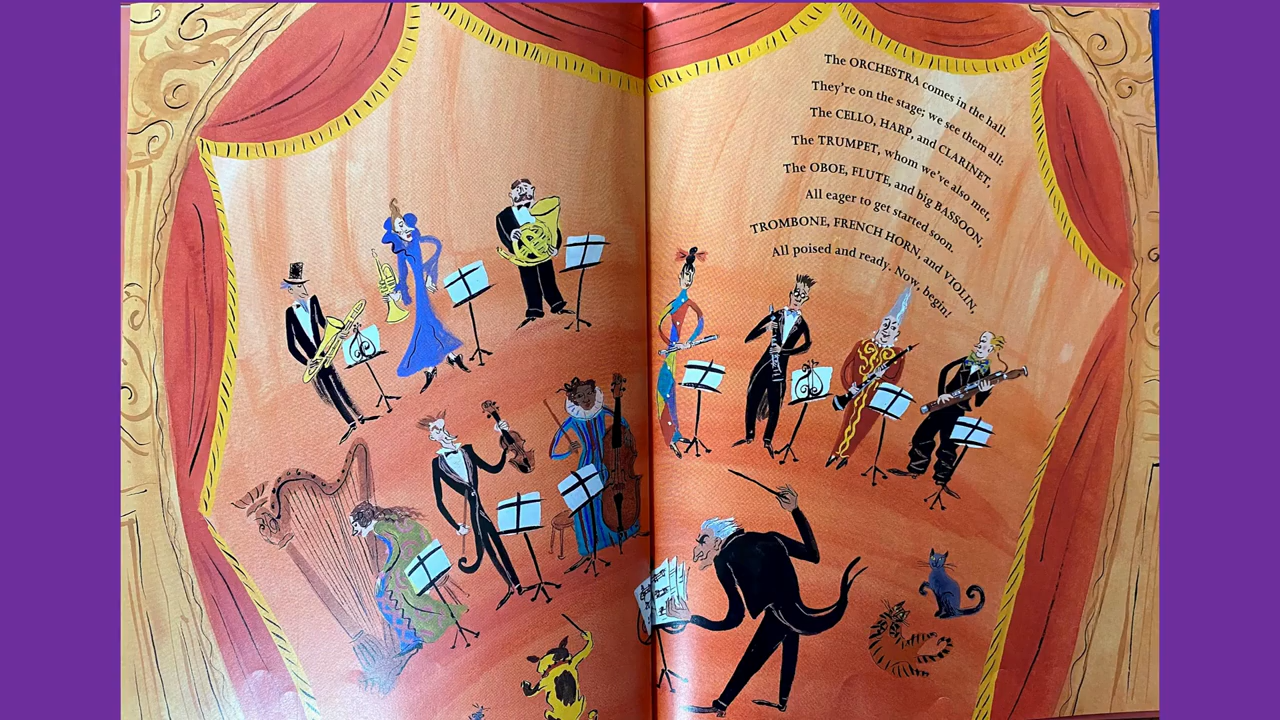 The ORCHESTRA comes in the hall.
They're on the stage; we see them all:
The CELLO, HARP, and CLARINET,
The TRUMPET, whom we've also met,
The OBOE, FLUTE, and big BASSOON,
All eager to get started soon.
TROMBONE, FRENCH HORN, and VIOLIN,
All poised and ready. Now, begin!